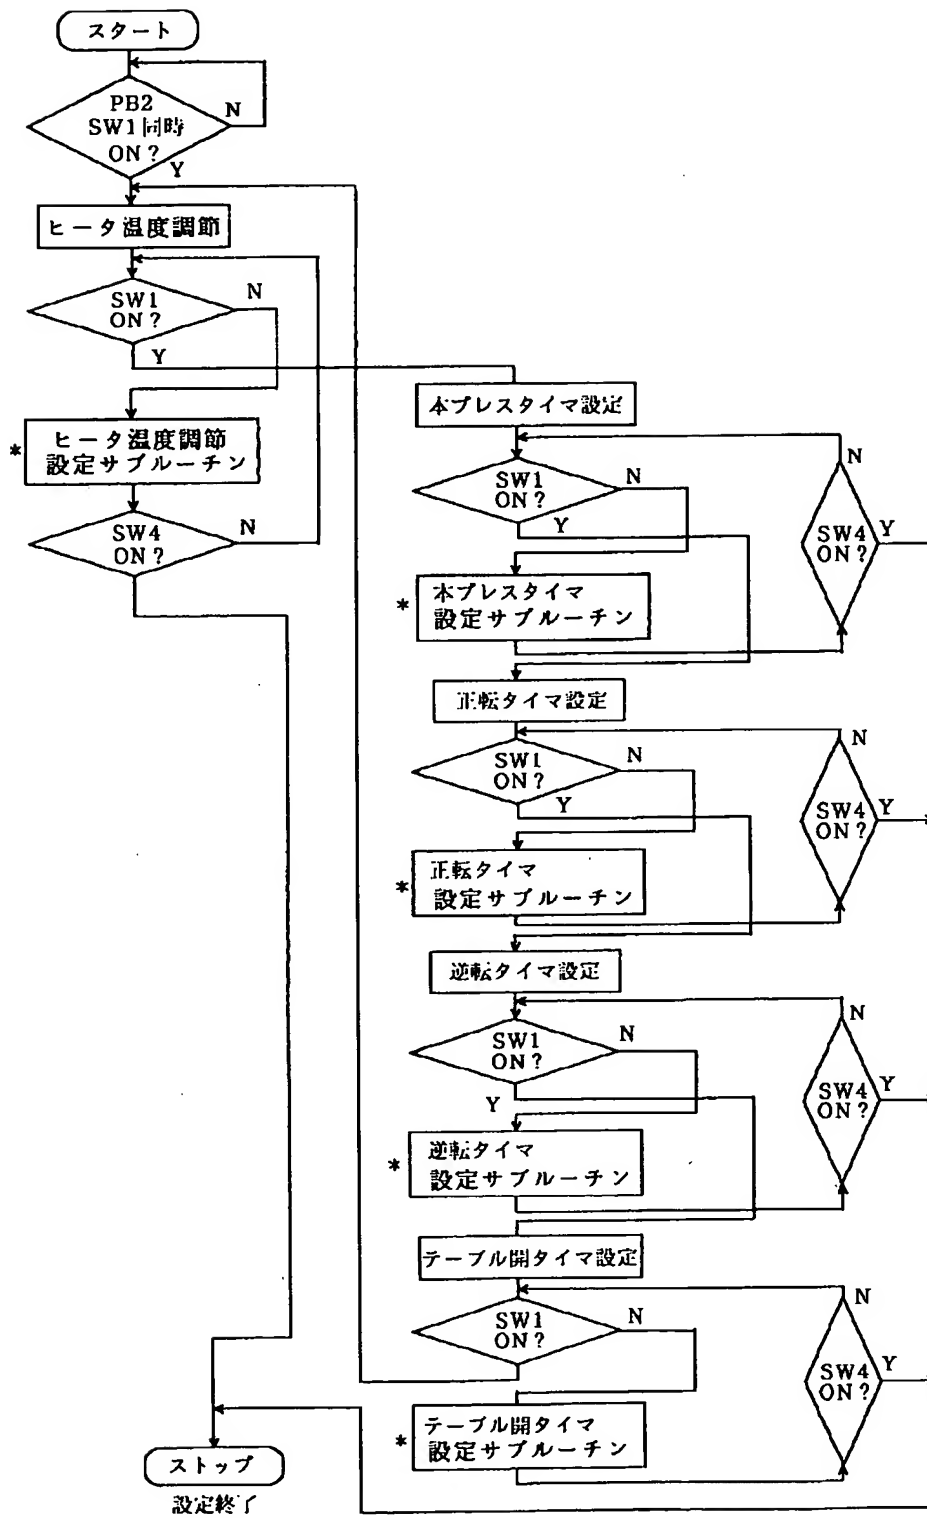 スタート
PB2
SW1同時
ON?
N
Y
ヒータ温度調節
SW1
ON?
N
Y
*
ヒータ温度調節
設定サブルーチン
SW4
ON?
N
本プレスタイマ設定
SW1
ON?
N
Y
SW4
ON?
N
Y
*
本プレスタイマ
設定サブルーチン
正転タイマ設定
SW1
ON?
N
Y
SW4
ON?
N
Y
*
正転タイマ
設定サブルーチン
逆転タイマ設定
SW1
ON?
N
Y
SW4
ON?
N
Y
*
逆転タイマ
設定サブルーチン
テーブル開タイマ設定
SW1
ON?
N
SW4
ON?
N
Y
*
テーブル開タイマ
設定サブルーチン
ストップ
設定終了